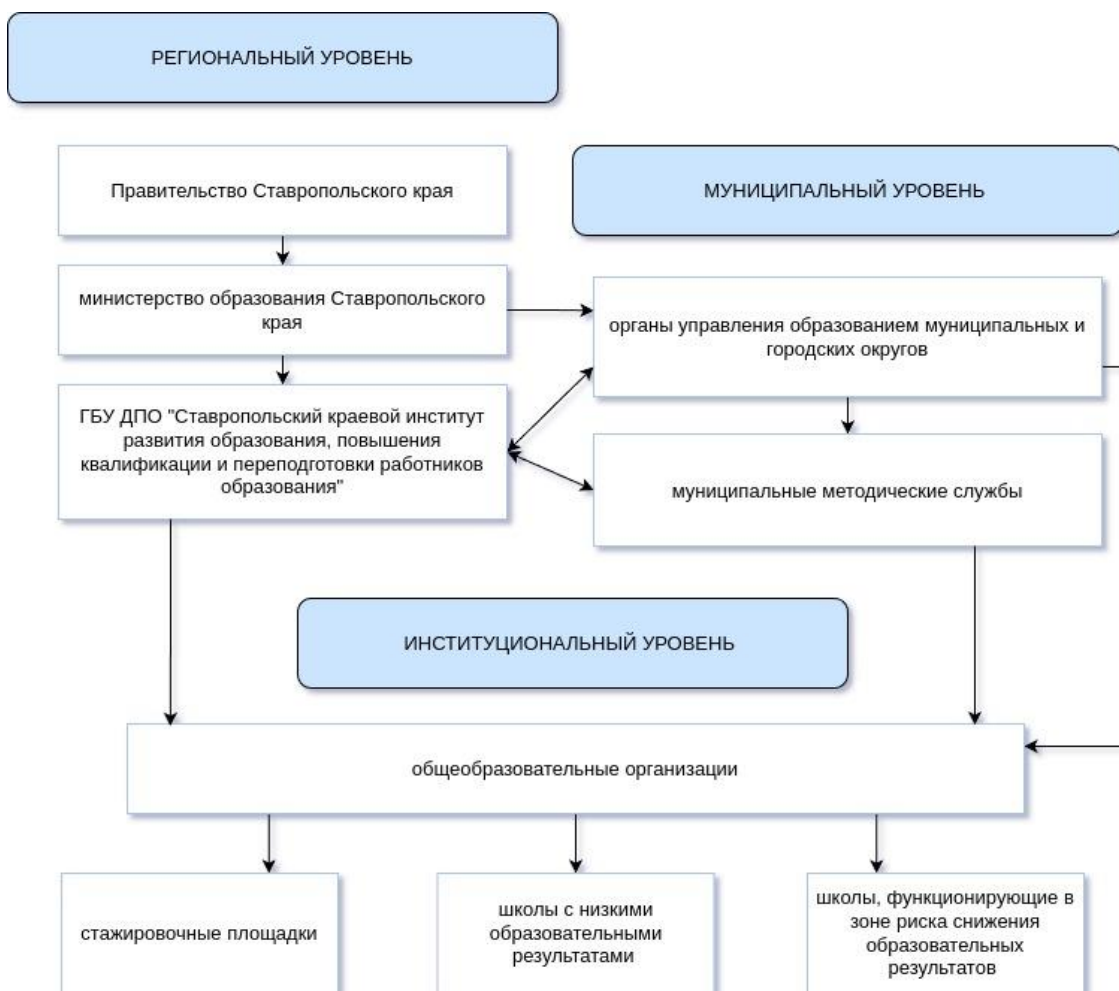 РЕГИОНАЛЬНЫЙ УРОВЕНЬ
Правительство Ставропольского края
МУНИЦИПАЛЬНЫЙ УРОВЕНЬ
министерство образования Ставропольского
края
органы управления образованием муниципальных и
городских округов
ГБУ ДПО "Ставропольский краевой институт
развития образования, повышения
квалификации и переподготовки работников
образования"
муниципальные методические службы
ИНСТИТУЦИОНАЛЬНЫЙ УРОВЕНЬ
общеобразовательные организации
стажировочные площадки
школы с низкими
образовательными
результатами
школы, функционирующие в
зоне риска снижения
образовательных
результатов